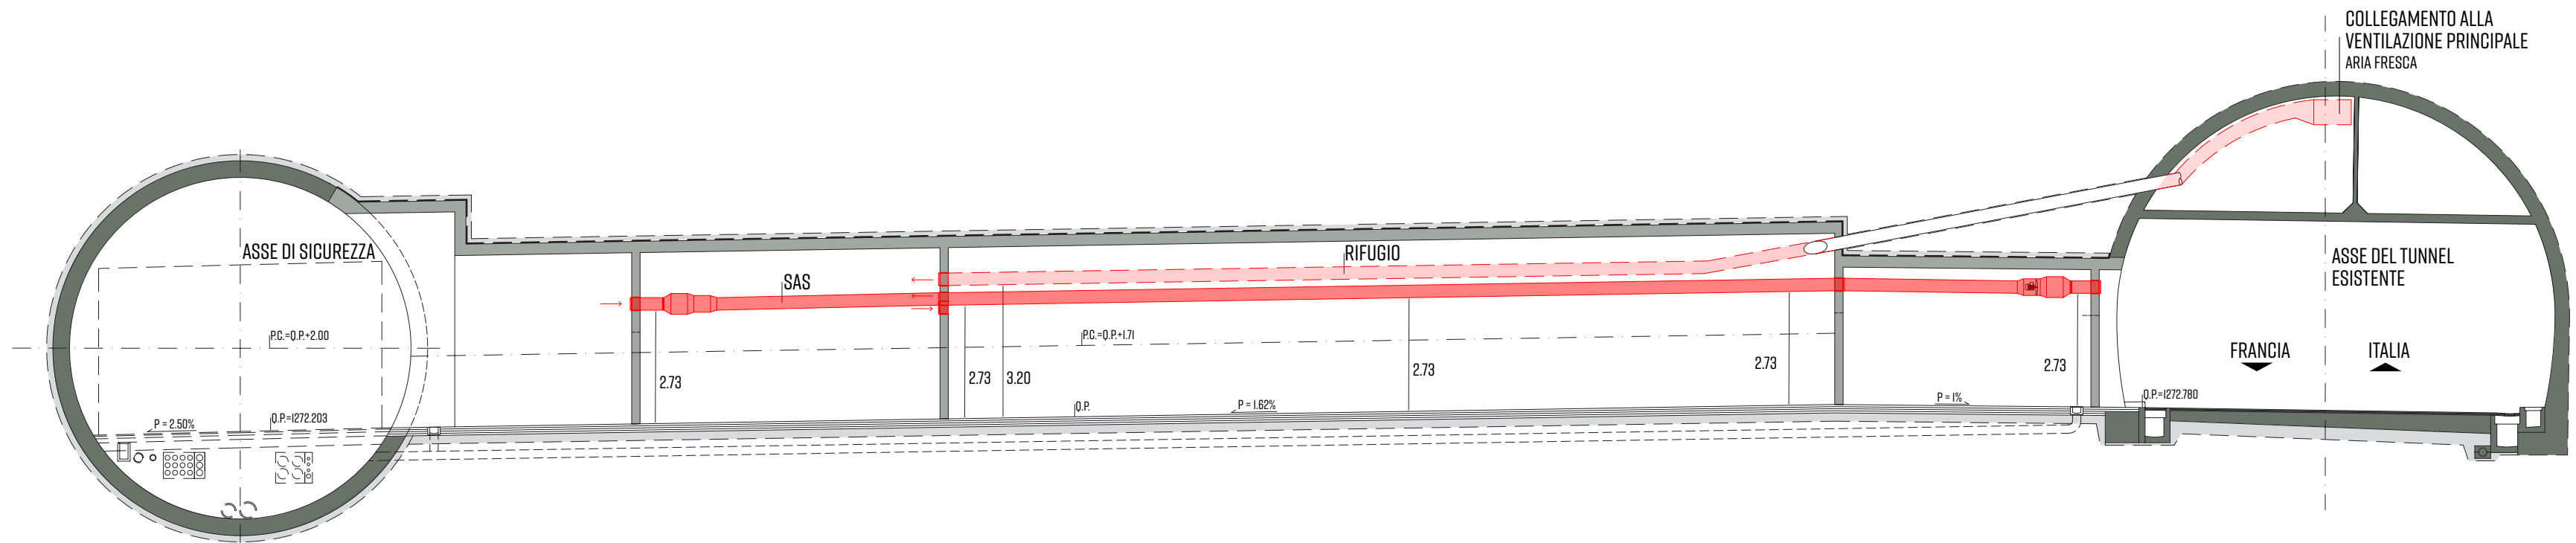 COLLEGAMENTO ALLA
VENTILAZIONE PRINCIPALE
ARIA FRESCA
ASSE DI SICUREZZA
SAS
RIFUGIO
ASSE DEL TUNNEL
ESISTENTE
P.C.=Q.P.+2.00
P.C.=Q.P.+1.71
FRANCIA
ITALIA
2.73
2.73
3.20
2.73
2.73
2.73
P = 2.50%
Q.P.=1272.203
Q.P.
P = 1.62%
P = 1%
Q.P.=1272.780